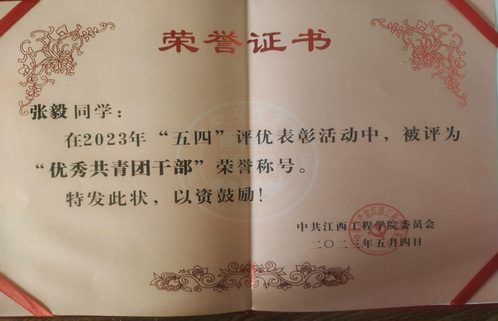 荣誉证书
张毅同学：
在2023年“五四”评优表彰活动中，被评为
“优秀共青团干部”荣誉称号。
特发此状，以资鼓励！
中共江西工程学院委员会
二〇二三年五月四日